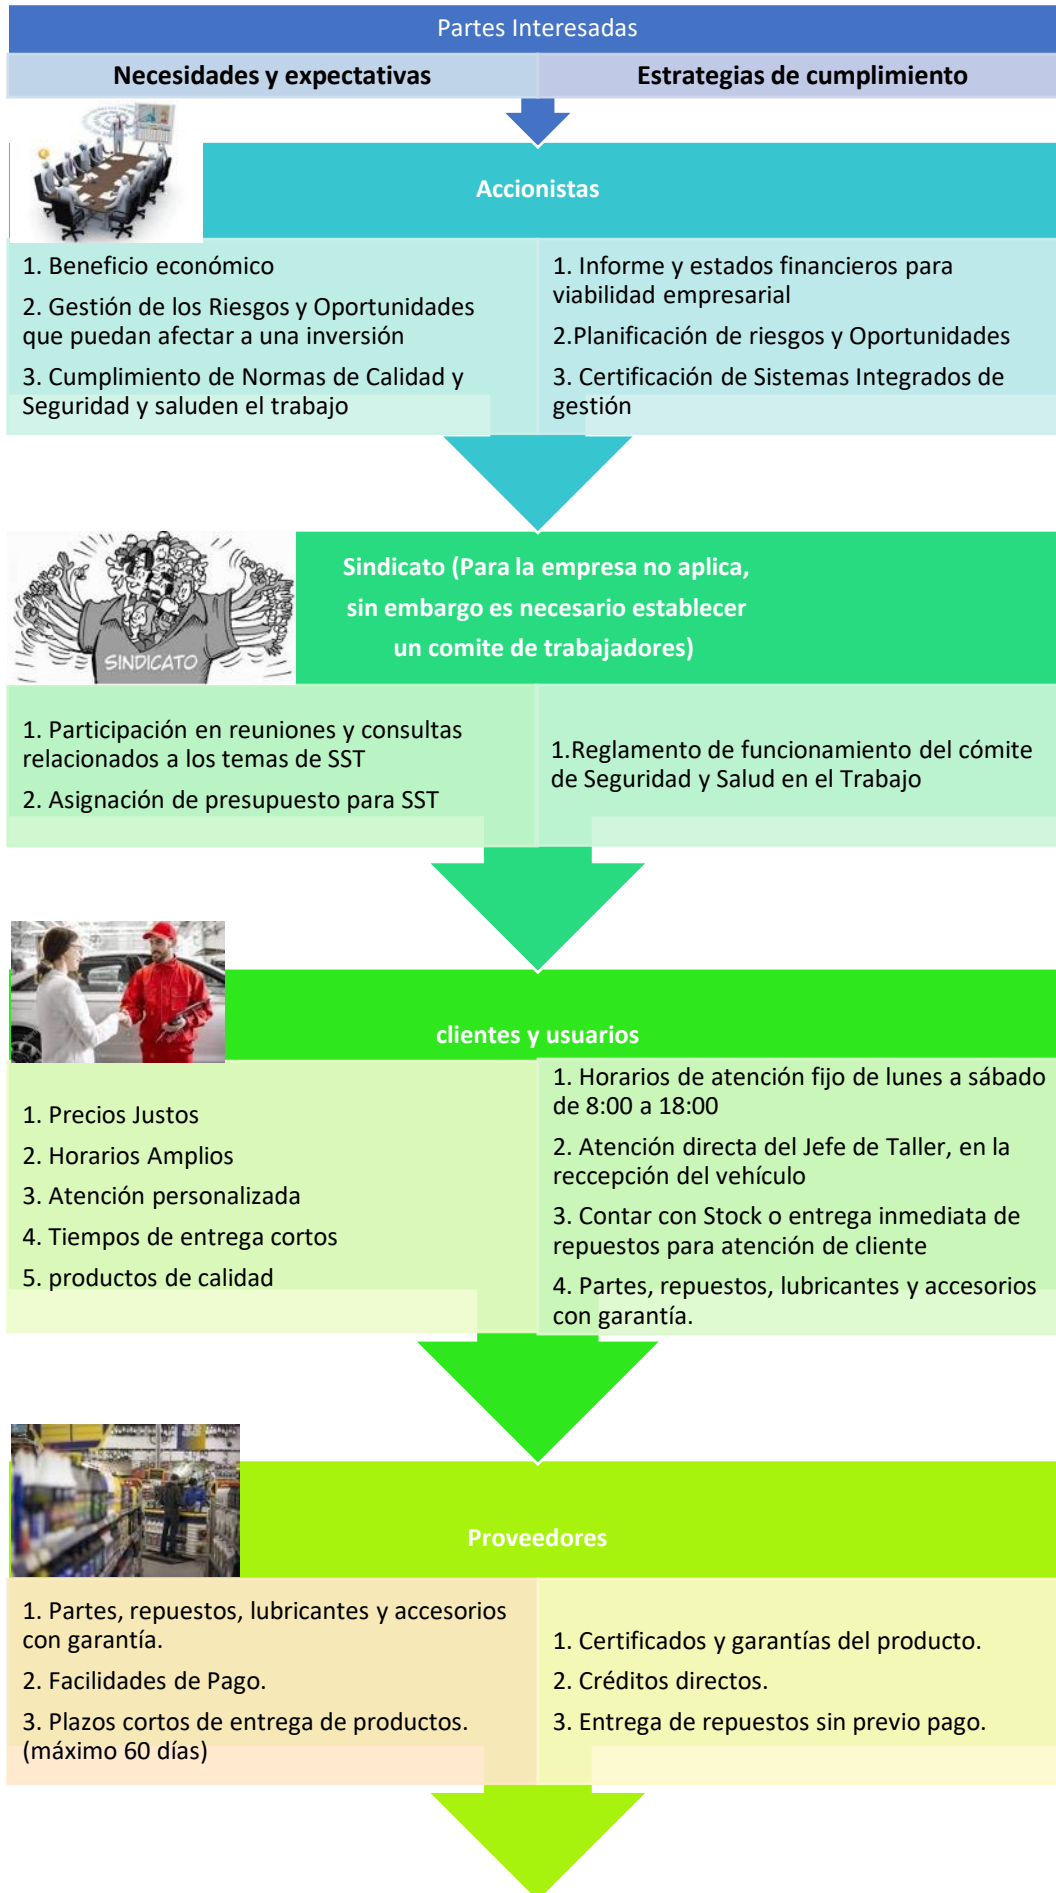 Partes Interesadas
Necesidades y expectativas
Estrategias de cumplimiento
Accionistas
1. Beneficio económico
2. Gestión de los Riesgos y Oportunidades
que puedan afectar a una inversión
3. Cumplimiento de Normas de Calidad y
Seguridad y saluden el trabajo
1. Informe y estados financieros para
viabilidad empresarial
2.Planificación de riesgos y Oportunidades
3. Certificación de Sistemas Integrados de
gestión
SINDICATO
Sindicato (Para la empresa no aplica,
sin embargo es necesario establecer
un comite de trabajadores)
1. Participación en reuniones y consultas
relacionados a los temas de SST
2. Asignación de presupuesto para SST
1.Reglamento de funcionamiento del cómite
de Seguridad y Salud en el Trabajo
clientes y usuarios
1. Precios Justos
2. Horarios Amplios
3. Atención personalizada
4. Tiempos de entrega cortos
5. productos de calidad
1. Horarios de atención fijo de lunes a sábado
de 8:00 a 18:00
2. Atención directa del Jefe de Taller, en la
reccepción del vehículo
3. Contar con Stock o entrega inmediata de
repuestos para atención de cliente
4. Partes, repuestos, lubricantes y accesorios
con garantía.
Proveedores
1. Partes, repuestos, lubricantes y accesorios
con garantía.
2. Facilidades de Pago.
3. Plazos cortos de entrega de productos.
(máximo 60 días)
1. Certificados y garantías del producto.
2. Créditos directos.
3. Entrega de repuestos sin previo pago.